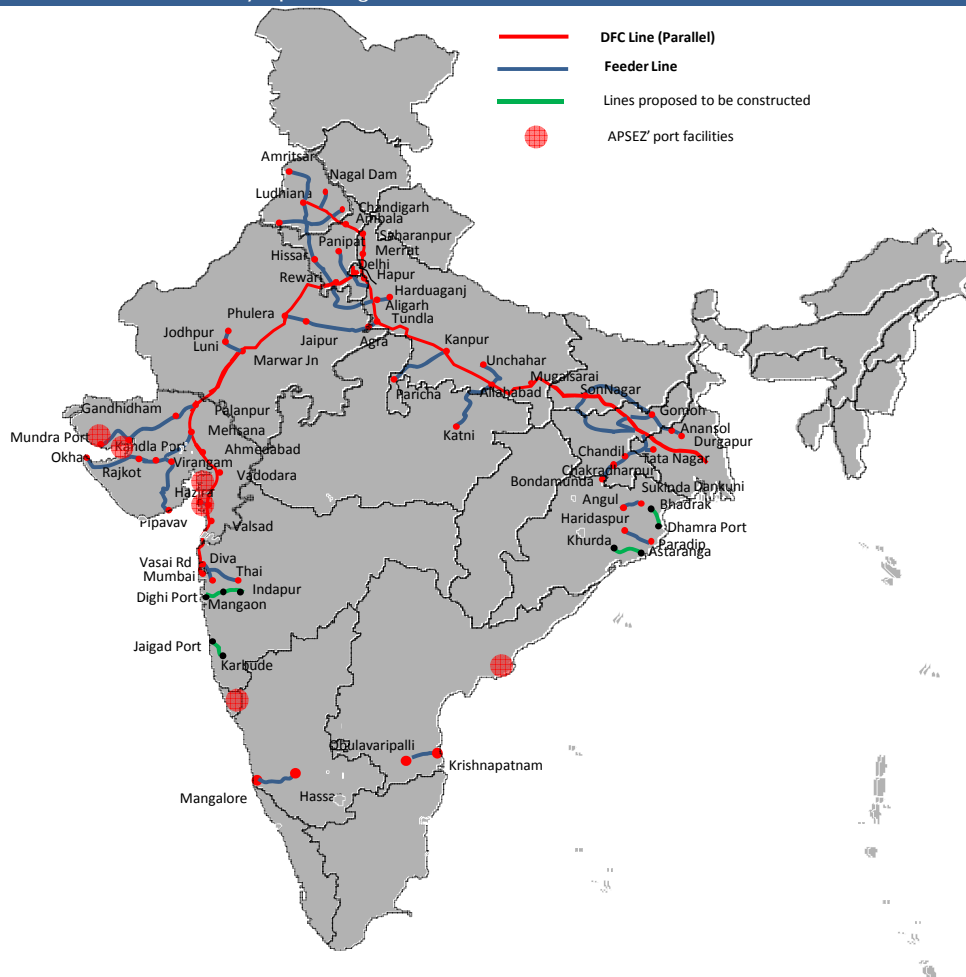 DFC Line (Parallel)
Feeder Line
Lines proposed to be constructed
APSEZ' port facilities
Amritsar
Nagal Dam
Ludhiana
Chandigarh
Ambala
Saharanpur
Panipat
Merrat
Hissar
Delhi
Hapur
Rewari
Harduaganj
Aligarh
Phulera
Tundla
Jodhpur
Jaipur
Agra
Kanpur
Luni
Marwar Jn
Unchahar
Mugalsarai
Paricha
Allahabad
SonNagar
Gandhidham
Palanpur
Gomoh
Mehsana
Anansol
Mundra Port
Kandla Port
Katni
Durgapur
Ahmedabad
Okha
Virangam
Chandil
Tata Nagar
Rajkot
Vadodara
Chakradharpur
Hazira
Bondamunda
Sukinda
Dankuni
Angul
Bhadrak
Pipavav
Valsad
Haridaspur
Dhamra Port
Khurda
Paradip
Astaranga
Vasai Rd
Diva
Mumbai
Thai
Indapur
Dighi Port
Mangaon
Jaigad Port
Karbude
Obulavaripalli
Krishnapatnam
Mangalore